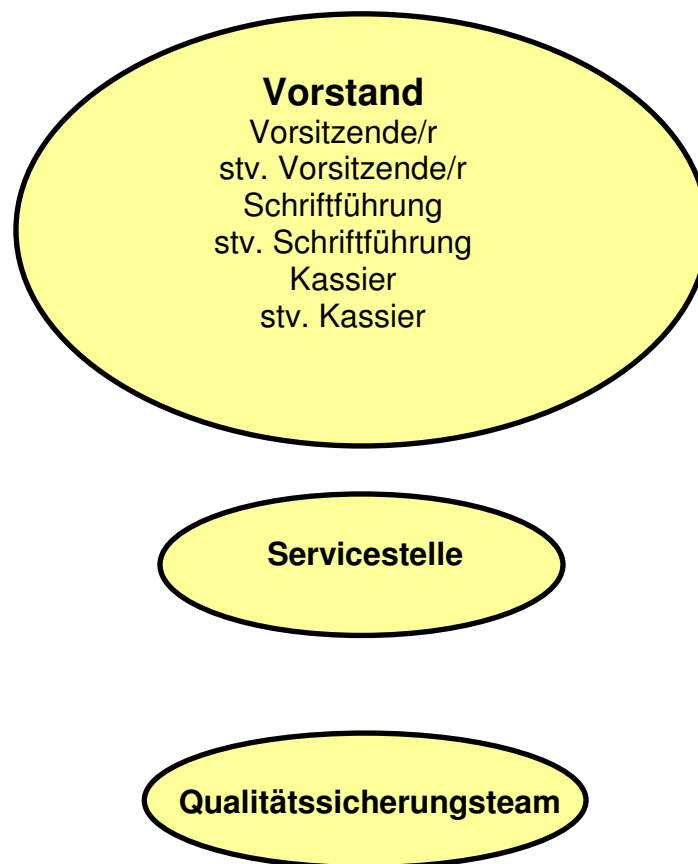 Vorstand
Vorsitzende/r
stv. Vorsitzende/r
Schriftführung
stv. Schriftführung
Kassier
stv. Kassier
Servicestelle
Qualitätssicherungsteam